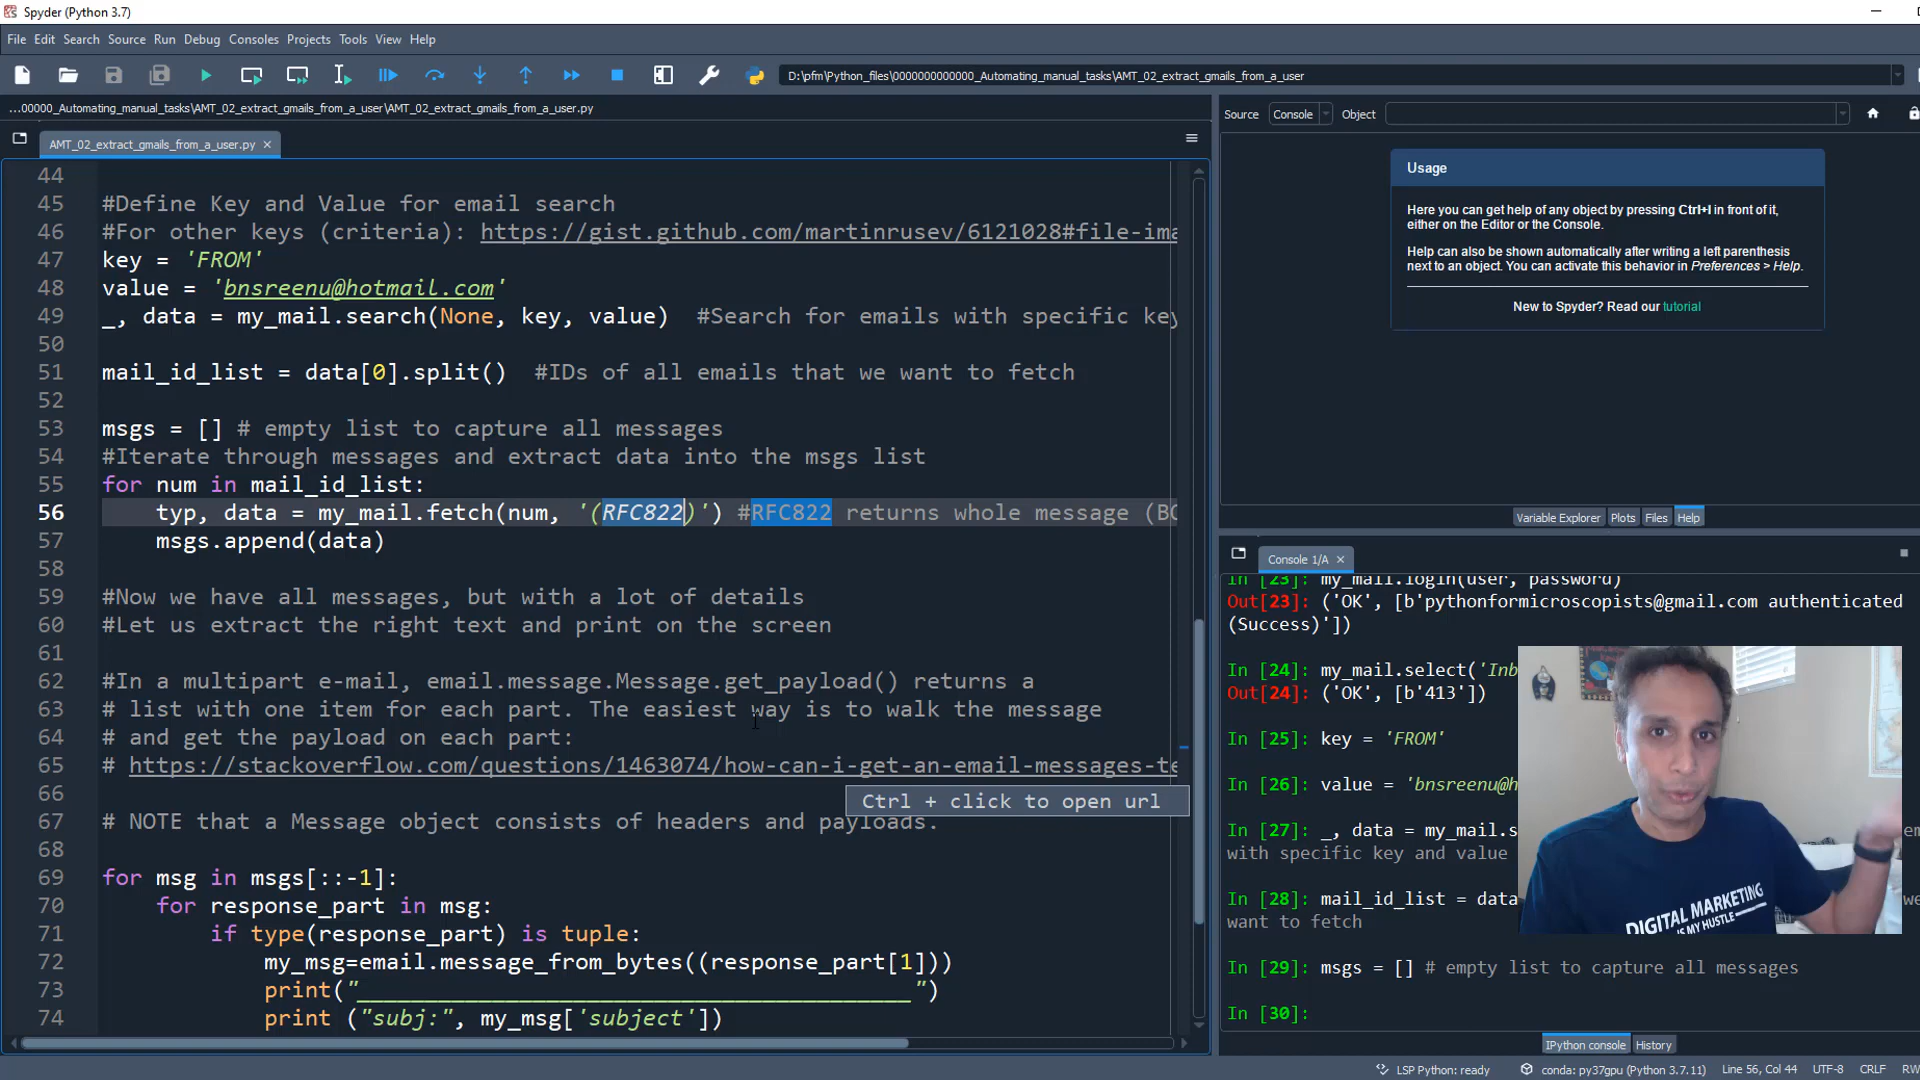 Spyder (Python 3.7)
File Edit Search Source Run Debug Consoles Projects Tools View Help
D:\pfm\Python_files\0000000000000_Automating_manual_tasks\AMT_02_extract_gmails_from_a_user
...00000_Automating_manual_tasks\AMT_02_extract_gmails_from_a_user\AMT_02_extract_gmails_from_a_user.py
AMT_02_extract_gmails_from_a_user.py
44
45 #Define Key and Value for email search
46 #For other keys (criteria): https://gist.github.com/martinrusev/6121028#file-ima
47 key = 'FROM'
48 value = 'bnsreenu@hotmail.com'
49 _, data = my_mail.search(None, key, value)  #Search for emails with specific key
50
51 mail_id_list = data[0].split()  #IDs of all emails that we want to fetch
52
53 msgs = [] # empty list to capture all messages
54 #Iterate through messages and extract data into the msgs list
55 for num in mail_id_list:
56     typ, data = my_mail.fetch(num, '(RFC822)') #RFC822 returns whole message (BO
57     msgs.append(data)
58
59 #Now we have all messages, but with a lot of details
60 #Let us extract the right text and print on the screen
61
62 #In a multipart e-mail, email.message.Message.get_payload() returns a
63 # list with one item for each part. The easiest way is to walk the message
64 # and get the payload on each part:
65 # https://stackoverflow.com/questions/1463074/how-can-i-get-an-email-messages-te
66
Ctrl + click to open url
67 # NOTE that a Message object consists of headers and payloads.
68
69 for msg in msgs[::-1]:
70     for response_part in msg:
71         if type(response_part) is tuple:
72             my_msg=email.message_from_bytes((response_part[1]))
73             print("_________________________________________")
74             print ("subj:", my_msg['subject'])
Source Console Object
Usage
Here you can get help of any object by pressing Ctrl+I in front of it,
either on the Editor or the Console.
Help can also be shown automatically after writing a left parenthesis
next to an object. You can activate this behavior in Preferences > Help.
New to Spyder? Read our tutorial
Variable Explorer Plots Files Help
Console 1/A
In [23]: my_mail.login(user, password)
Out[23]: ('OK', [b'pythonformicroscopists@gmail.com authenticated
(Success)'])
In [24]: my_mail.select('Inb
Out[24]: ('OK', [b'413'])
In [25]: key = 'FROM'
In [26]: value = 'bnsreenu@h
In [27]: _, data = my_mail.s
with specific key and value
In [28]: mail_id_list = data
want to fetch
In [29]: msgs = [] # empty list to capture all messages
In [30]:
DIGITAL MARKETING
IS MY HUSTLE
IPython console History
LSP Python: ready conda: py37gpu (Python 3.7.11) Line 56, Col 44 UTF-8 CRLF RW